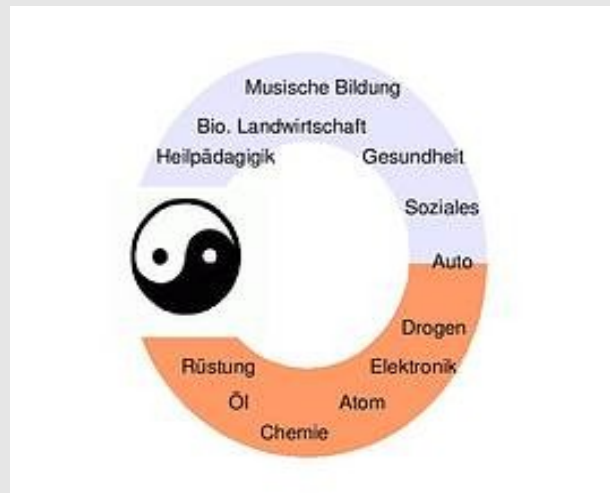 Musische Bildung
Bio. Landwirtschaft
Heilpädagigik
Gesundheit
Soziales
Auto
Drogen
Rüstung
Elektronik
Öl
Atom
Chemie